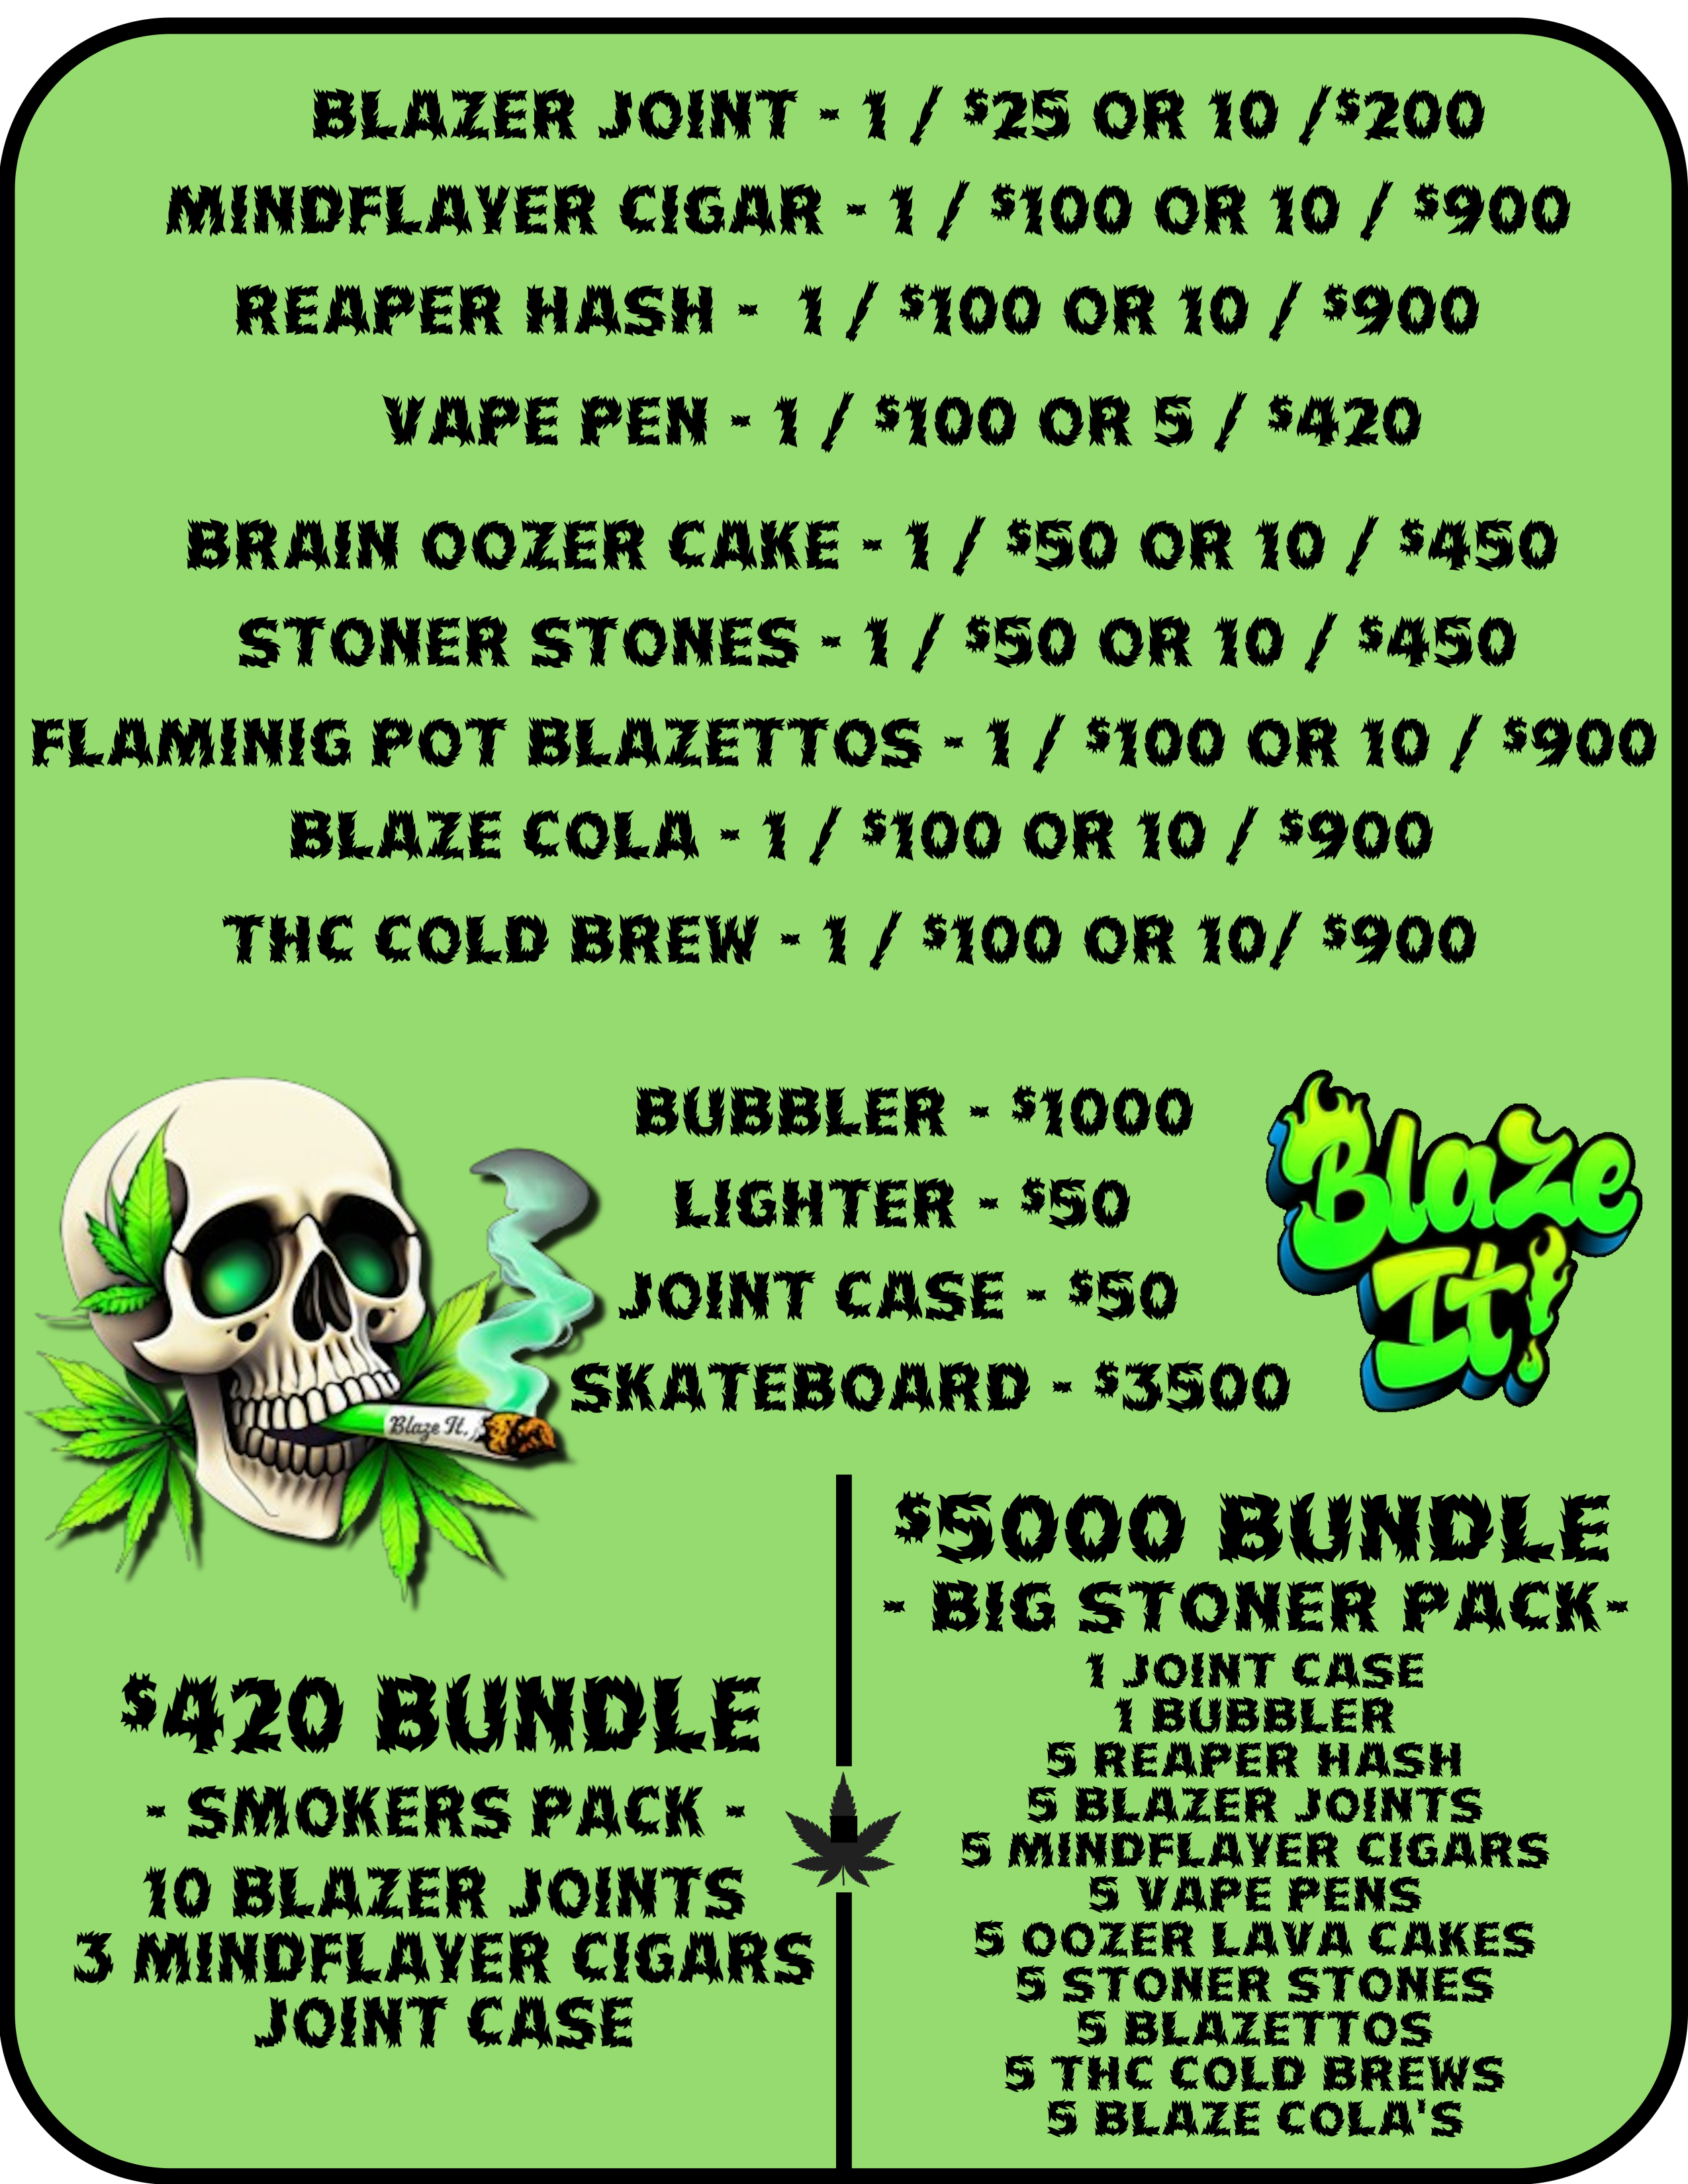 BLAZER JOINT - 1 / $25 OR 10 /$200
MINDFLAYER CIGAR - 1 / $100 OR 10 / $900
REAPER HASH - 1 / $100 OR 10 / $900
VAPE PEN - 1 / $100 OR 5 / $420
BRAIN OOZER CAKE - 1 / $50 OR 10 / $450
STONER STONES - 1 / $50 OR 10 / $450
FLAMINIG POT BLAZETTOS - 1 / $100 OR 10 / $900
BLAZE COLA - 1 / $100 OR 10 / $900
THC COLD BREW - 1 / $100 OR 10/ $900
BUBBLER - $1000
LIGHTER - $50
JOINT CASE - $50
SKATEBOARD - $3500
Blaze It.
Blaze
It!
$420 BUNDLE
- SMOKERS PACK -
10 BLAZER JOINTS
3 MINDFLAYER CIGARS
JOINT CASE
$5000 BUNDLE
- BIG STONER PACK-
1 JOINT CASE
1 BUBBLER
5 REAPER HASH
5 BLAZER JOINTS
5 MINDFLAYER CIGARS
5 VAPE PENS
5 OOZER LAVA CAKES
5 STONER STONES
5 BLAZETTOS
5 THC COLD BREWS
5 BLAZE COLA'S